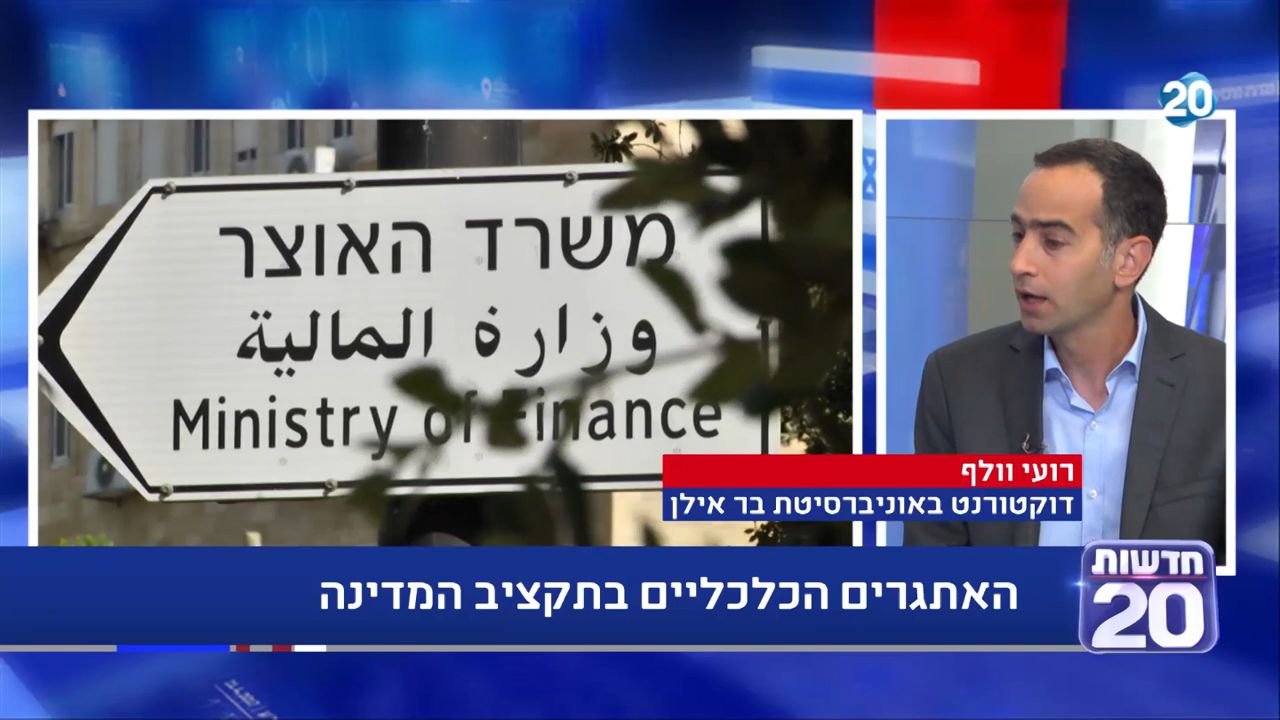 20
משרד האוצר
وزارة المالية
Ministry of Finance
רועי וולף
דוקטורנט באוניברסיטת בר אילן
האתגרים הכלכליים בתקציב המדינה
חדשות
20